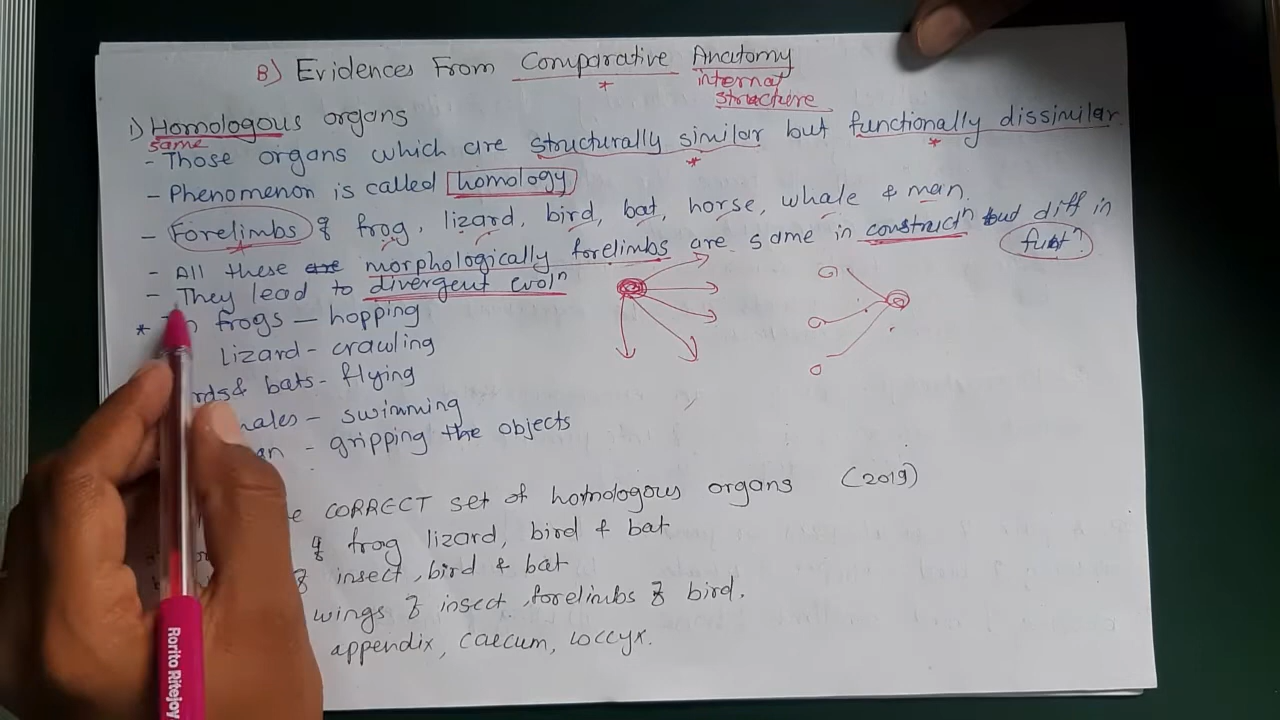 B) Evidences From Comparative Anatomy
* internal
structure
1) Homologous organs
same
- Those organs which are structurally similar but functionally dissimilar.
* *
- Phenomenon is called homology
- Forelimbs of frog, lizard, bird, bat, horse, whale & man.
- All these are morphologically forelimbs are same in constructⁿ but diff in functⁿ
- They lead to divergent evolⁿ
* frogs - hopping
lizard - crawling
bats - flying
swimming
gripping the objects
CORRECT set of homologous organs (2019)
of frog lizard, bird & bat
of insect, bird & bat
wings of insect, forelimbs of bird.
appendix, caecum, coccyx.
Rorito Ritejoy